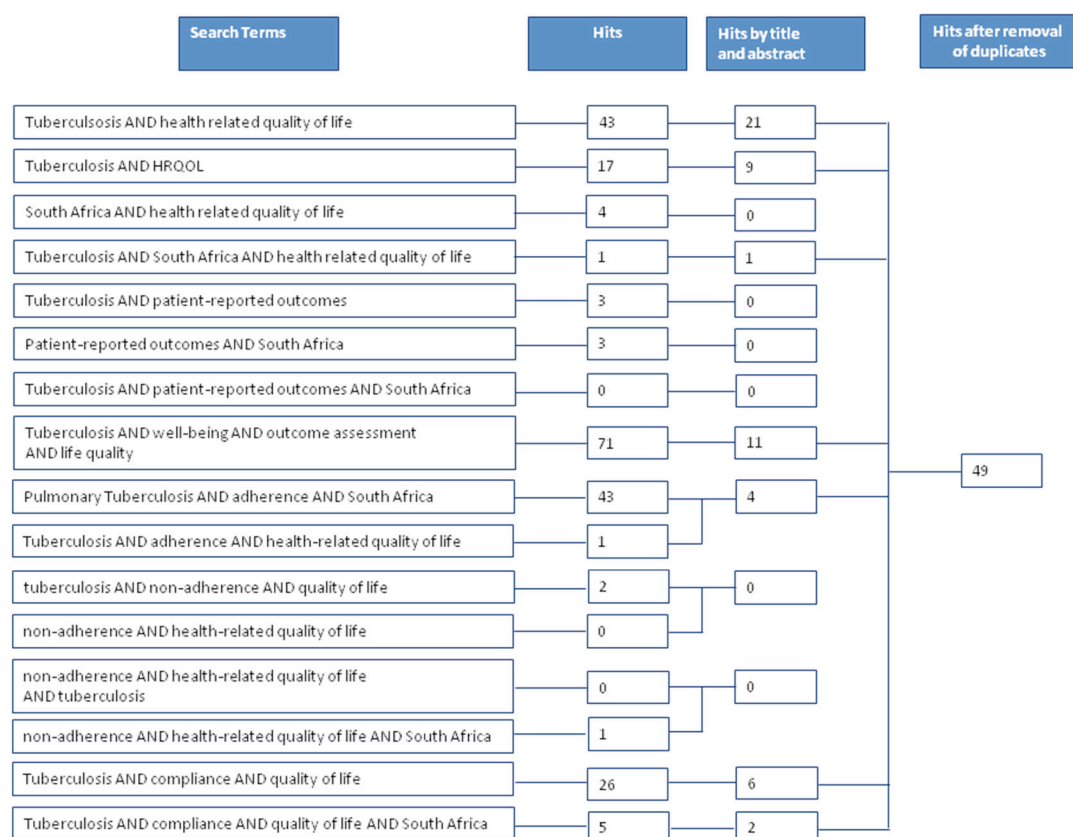 Search Terms
Hits
Hits by title
and abstract
Hits after removal
of duplicates
Tuberculsosis AND health related quality of life
43
21
Tuberculosis AND HRQOL
17
9
South Africa AND health related quality of life
4
0
Tuberculosis AND South Africa AND health related quality of life
1
1
Tuberculosis AND patient-reported outcomes
3
0
Patient-reported outcomes AND South Africa
3
0
Tuberculosis AND patient-reported outcomes AND South Africa
0
0
Tuberculosis AND well-being AND outcome assessment
AND life quality
71
11
49
Pulmonary Tuberculosis AND adherence AND South Africa
43
4
Tuberculosis AND adherence AND health-related quality of life
1
tuberculosis AND non-adherence AND quality of life
2
0
non-adherence AND health-related quality of life
0
non-adherence AND health-related quality of life
AND tuberculosis
0
0
non-adherence AND health-related quality of life AND South Africa
1
Tuberculosis AND compliance AND quality of life
26
6
Tuberculosis AND compliance AND quality of life AND South Africa
5
2